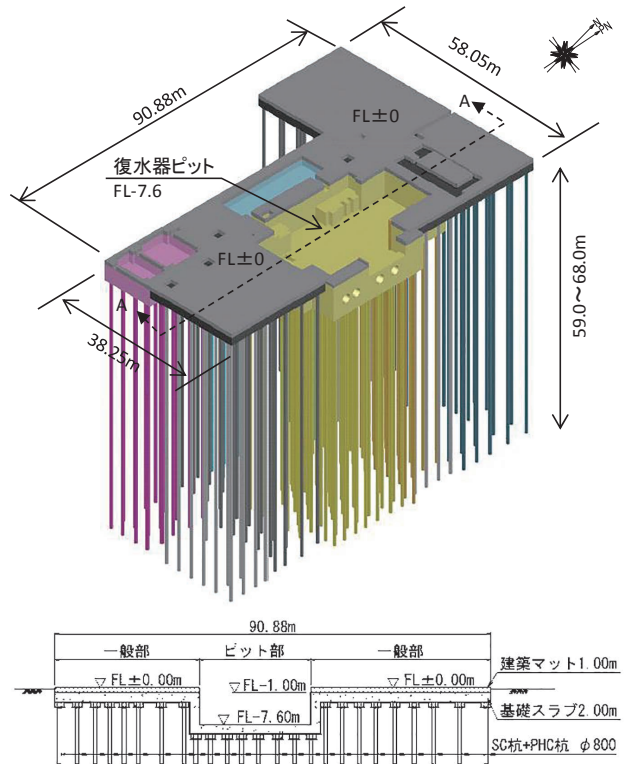 90.88m
58.05m
N
N
A
FL±0
復水器ピット
FL-7.6
FL±0
A
38.25m
59.0～68.0m
90.88m
一般部
ピット部
一般部
FL±0.00m
FL-1.00m
FL±0.00m
建築マット1.00m
FL-7.60m
基礎スラブ2.00m
SC杭+PHC杭 φ800